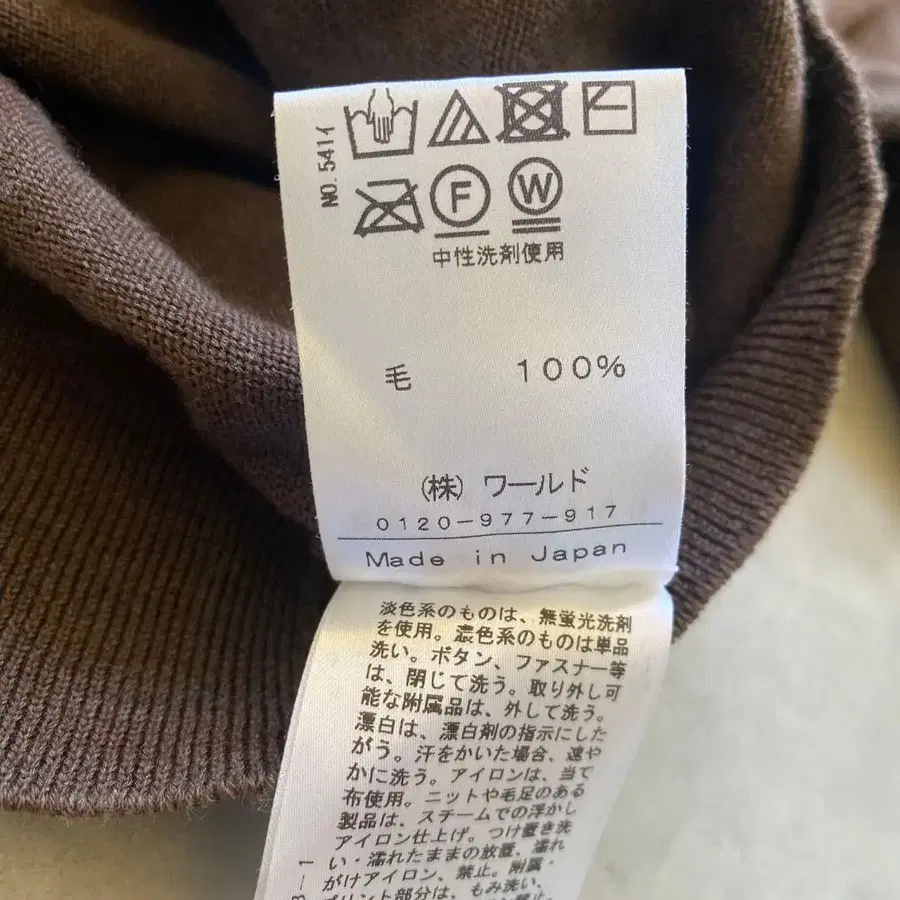 NO.541イ
F W
中性洗剤使用
毛 100%
(株) ワールド
0120-977-917
Made in Japan
淡色系のものは、無蛍光洗剤
を使用。濃色系のものは単品
洗い。ボタン、ファスナー等
は、閉じて洗う。取り外し可
能な附属品は、外して洗う。
漂白は、漂白剤の指示にした
がう。汗をかいた場合、速や
かに洗う。アイロンは、当て
布使用。ニットや毛足のある
製品は、スチームでの浮かし
アイロン仕上げ。つけ置き洗
い・濡れたままの放置、濡れ
がけアイロン、禁止。附属・
プリント部分は、もみ洗い、